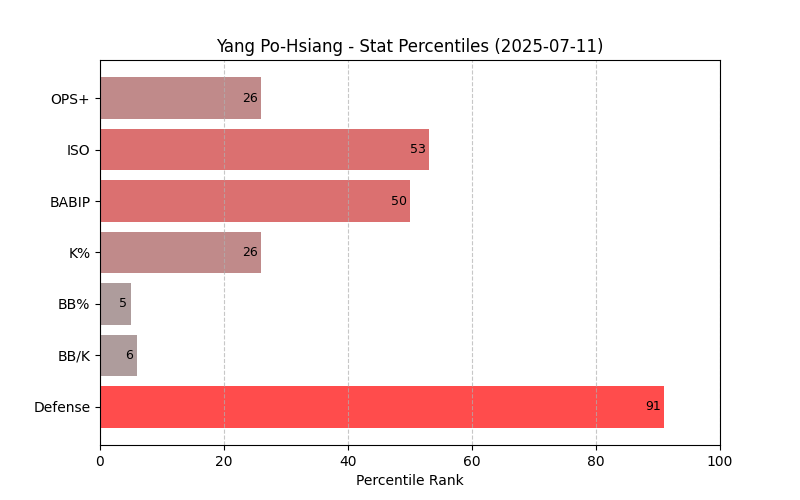 Yang Po-Hsiang - Stat Percentiles (2025-07-11)
OPS+ 26
ISO 53
BABIP 50
K% 26
BB% 5
BB/K 6
Defense 91
0 20 40 60 80 100
Percentile Rank